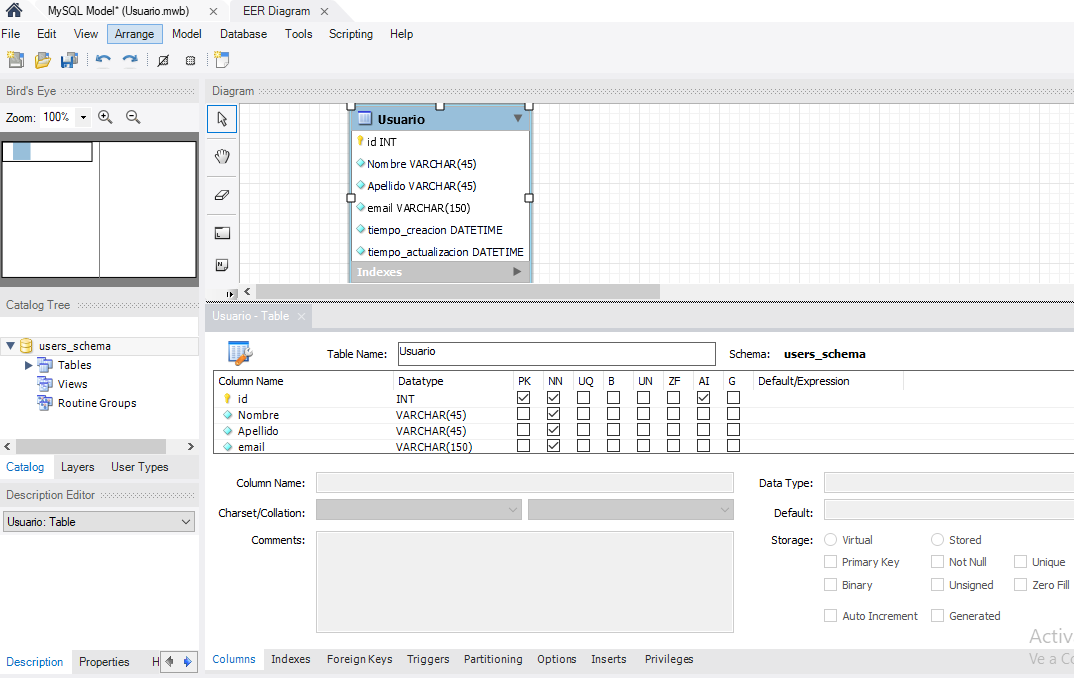 MySQL Model* (Usuario.mwb) × EER Diagram ×
File Edit View Arrange Model Database Tools Scripting Help
Bird's Eye
Diagram
Zoom: 100%
Usuario
id INT
Nombre VARCHAR(45)
Apellido VARCHAR(45)
email VARCHAR(150)
tiempo_creacion DATETIME
tiempo_actualizacion DATETIME
Indexes
Catalog Tree
users_schema
Tables
Views
Routine Groups
Catalog Layers User Types
Description Editor
Usuario: Table
Description Properties H
Usuario - Table ×
Table Name: Usuario Schema: users_schema
Column Name Datatype PK NN UQ B UN ZF AI G Default/Expression
id INT
Nombre VARCHAR(45)
Apellido VARCHAR(45)
email VARCHAR(150)
Column Name: Data Type:
Charset/Collation: Default:
Comments: Storage: Virtual Stored
Primary Key Not Null Unique
Binary Unsigned Zero Fill
Auto Increment Generated
Activ
Ve a Co
Columns Indexes Foreign Keys Triggers Partitioning Options Inserts Privileges